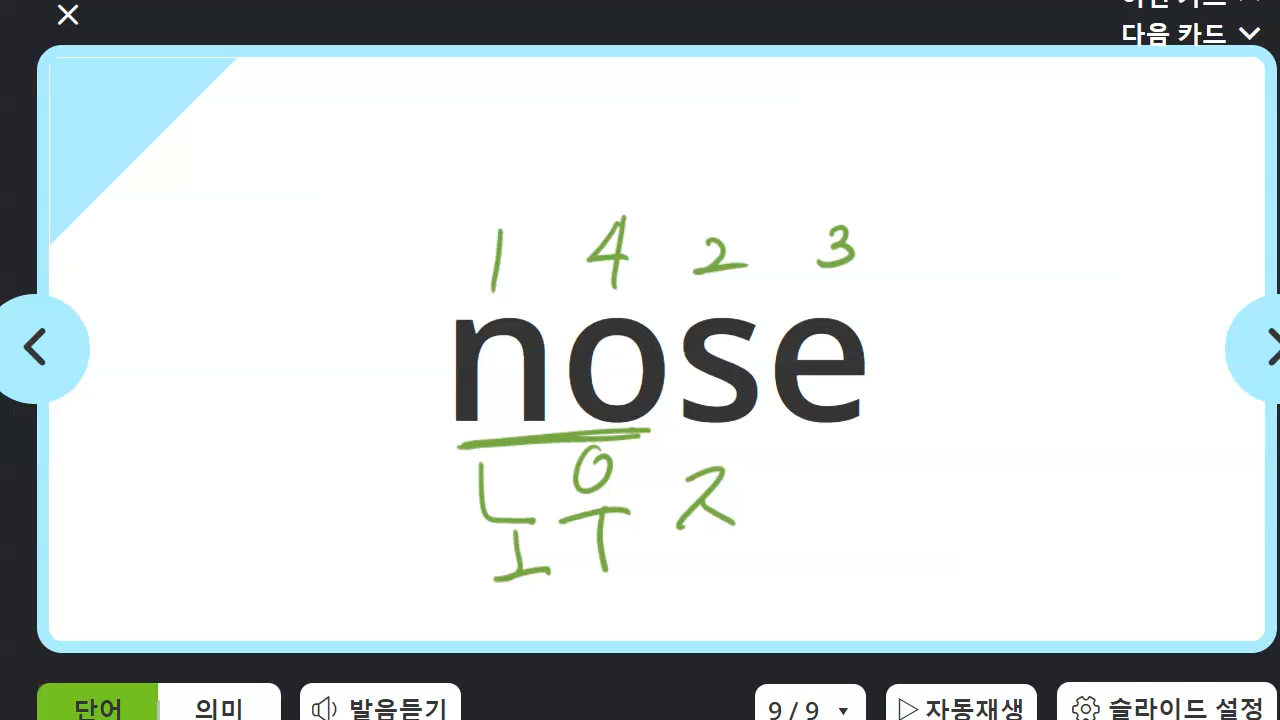 다음 카드
1 4 2 3
nose
노우ㅈ
단어 의미 발음듣기 9 / 9 자동재생 슬라이드 설정